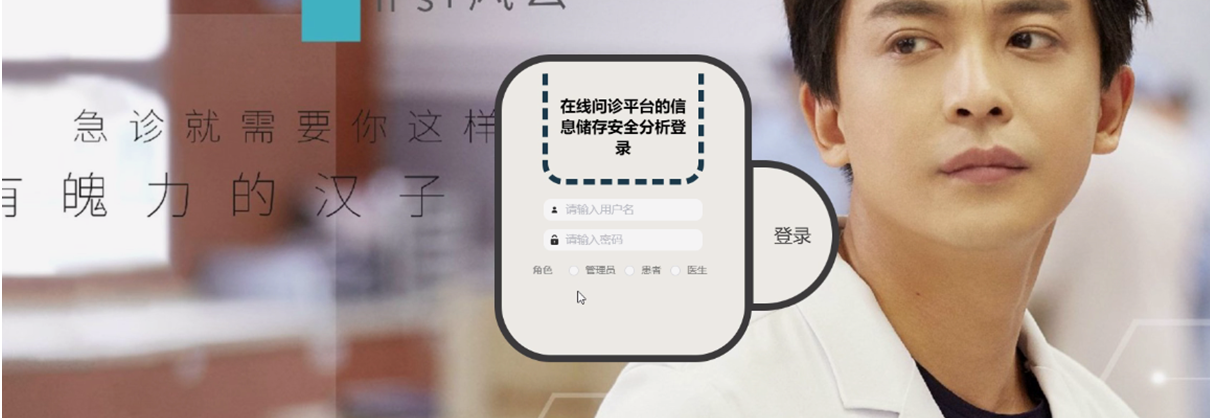 急诊就需要你这样
有魄力的汉子
在线问诊平台的信
息储存安全分析登
录
请输入用户名
请输入密码
登录
角色 管理员 患者 医生